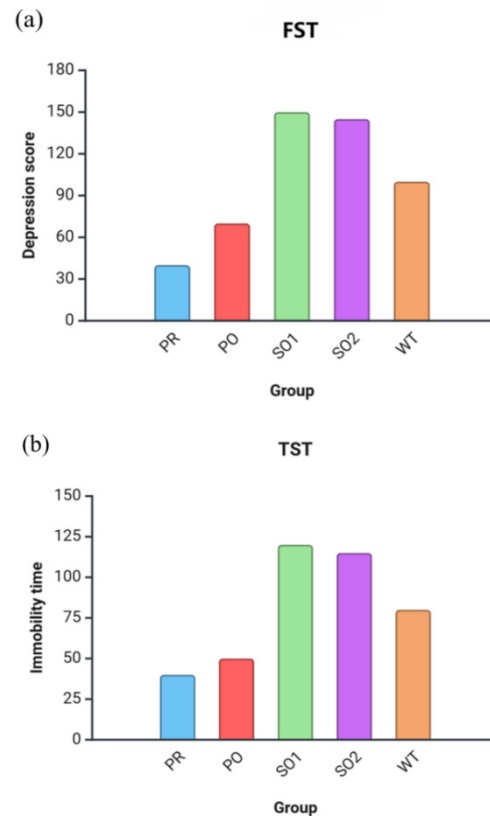 (a)
FST
180
150
120
90
60
30
0
Depression score
PR
PO
SO1
SO2
WT
Group
(b)
TST
150
125
100
75
50
25
0
Immobility time
PR
PO
SO1
SO2
WT
Group